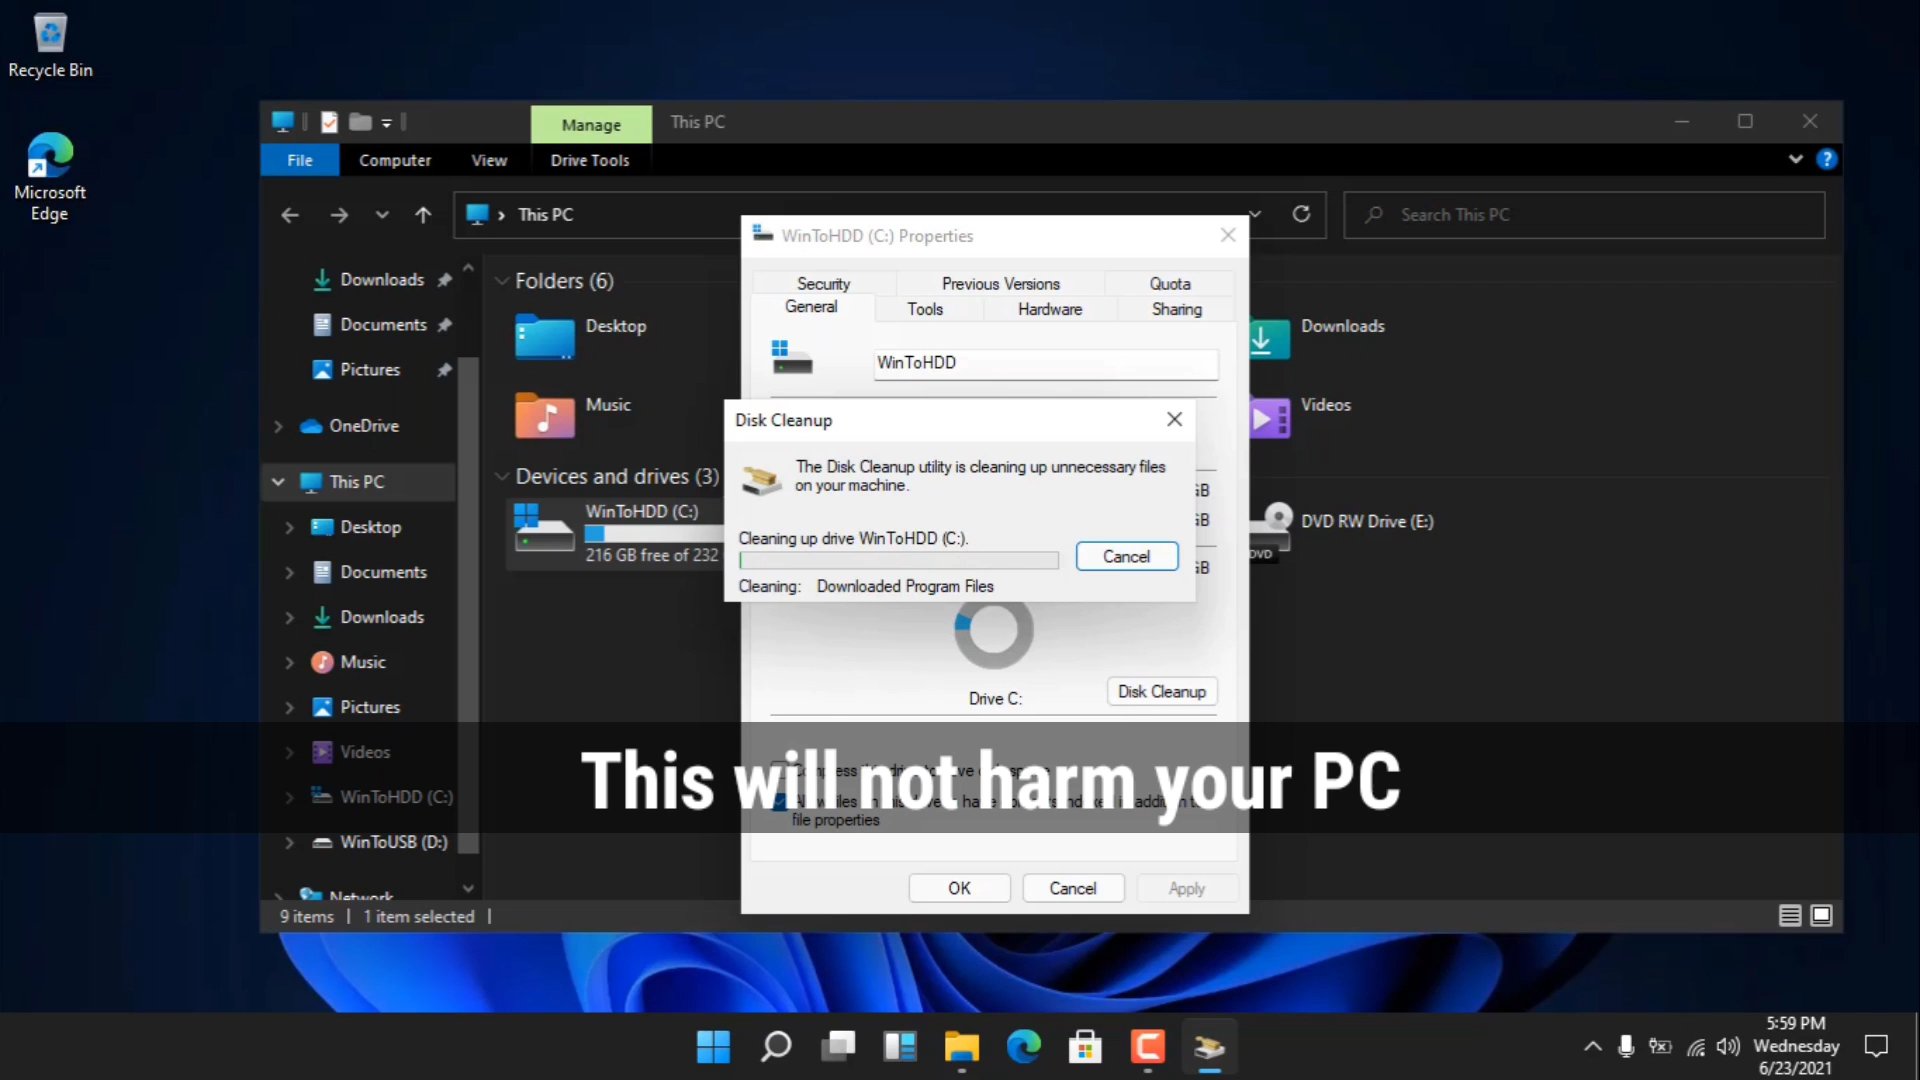 Recycle Bin
Microsoft
Edge
Manage
This PC
File
Computer
View
Drive Tools
This PC
Search This PC
Downloads
Documents
Pictures
OneDrive
This PC
Desktop
Documents
Downloads
Music
Pictures
Videos
WinToHDD (C:)
WinToUSB (D:)
Network
Folders (6)
Desktop
Music
Downloads
Videos
Devices and drives (3)
WinToHDD (C:)
216 GB free of 232
DVD RW Drive (E:)
DVD
WinToHDD (C:) Properties
Security
Previous Versions
Quota
General
Tools
Hardware
Sharing
WinToHDD
Disk Cleanup
The Disk Cleanup utility is cleaning up unnecessary files
on your machine.
Cleaning up drive WinToHDD (C:).
Cancel
Cleaning: Downloaded Program Files
GB
GB
GB
Drive C:
Disk Cleanup
This will not harm your PC
file properties
OK
Cancel
Apply
9 items
1 item selected
5:59 PM
Wednesday
6/23/2021